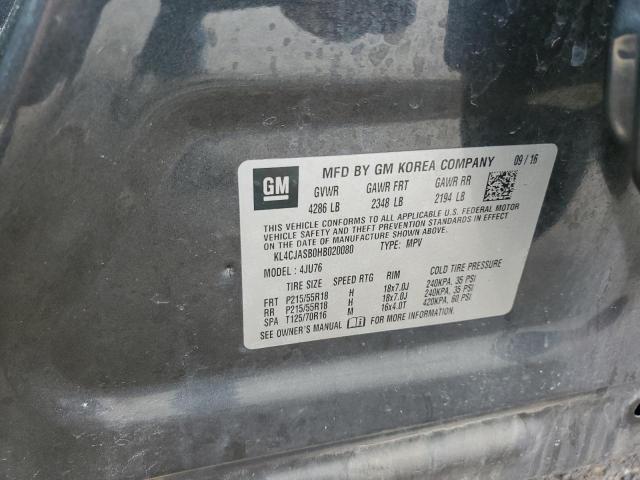 GM
MFD BY GM KOREA COMPANY 09 / 16
GVWR GAWR FRT GAWR RR
4286 LB 2348 LB 2194 LB
THIS VEHICLE CONFORMS TO ALL APPLICABLE U.S. FEDERAL MOTOR
VEHICLE SAFETY AND THEFT PREVENTION STANDARDS IN EFFECT
ON THE DATE OF MANUFACTURE SHOWN ABOVE.
KL4CJASB0HB020080 TYPE: MPV
MODEL: 4JU76
TIRE SIZE SPEED RTG RIM COLD TIRE PRESSURE
FRT P215/55R18 H 18x7.0J 240KPA, 35 PSI
RR P215/55R18 H 18x7.0J 240KPA, 35 PSI
SPA T125/70R16 M 16x4.0T 420KPA, 60 PSI
SEE OWNER'S MANUAL FOR MORE INFORMATION.